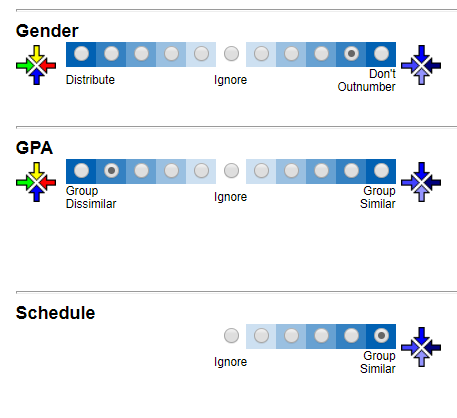 Gender
Distribute
Ignore
Don't
Outnumber
GPA
Group
Dissimilar
Ignore
Group
Similar
Schedule
Ignore
Group
Similar